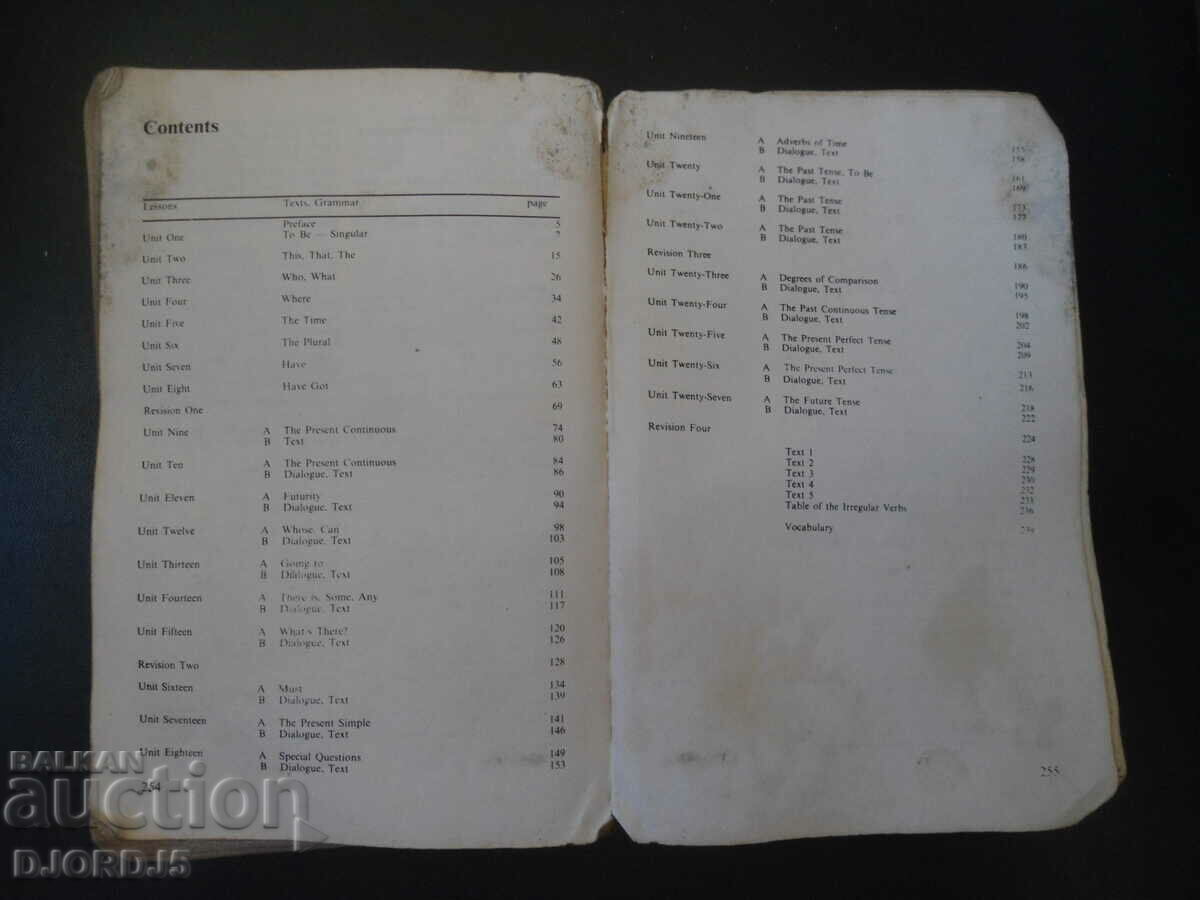 Contents
Lessons Texts, Grammar page
Preface 5
Unit One To Be — Singular 7
Unit Two This, That, The 15
Unit Three Who, What 26
Unit Four Where 34
Unit Five The Time 42
Unit Six The Plural 48
Unit Seven Have 56
Unit Eight Have Got 63
Revision One 69
Unit Nine A The Present Continuous 74
B Text 80
Unit Ten A The Present Continuous 84
B Dialogue, Text 86
Unit Eleven A Futurity 90
B Dialogue, Text 94
Unit Twelve A Whose, Can 98
B Dialogue, Text 103
Unit Thirteen A Going to 105
B Dialogue, Text 108
Unit Fourteen A There is, Some, Any 111
B Dialogue, Text 117
Unit Fifteen A What's There? 120
B Dialogue, Text 126
Revision Two 128
Unit Sixteen A Must 134
B Dialogue, Text 139
Unit Seventeen A The Present Simple 141
B Dialogue, Text 146
Unit Eighteen A Special Questions 149
B Dialogue, Text 153
254
Unit Nineteen A Adverbs of Time 155
B Dialogue, Text 158
Unit Twenty A The Past Tense, To Be 161
B Dialogue, Text 169
Unit Twenty-One A The Past Tense 173
B Dialogue, Text 177
Unit Twenty-Two A The Past Tense 180
B Dialogue, Text 183
Revision Three 186
Unit Twenty-Three A Degrees of Comparison 190
B Dialogue, Text 195
Unit Twenty-Four A The Past Continuous Tense 198
B Dialogue, Text 202
Unit Twenty-Five A The Present Perfect Tense 204
B Dialogue, Text 209
Unit Twenty-Six A The Present Perfect Tense 213
B Dialogue, Text 216
Unit Twenty-Seven A The Future Tense 218
B Dialogue, Text 222
Revision Four 224
Text 1 228
Text 2 229
Text 3 230
Text 4 232
Text 5 233
Table of the Irregular Verbs 236
Vocabulary
255
BALKAN
auction
DJORDJ5